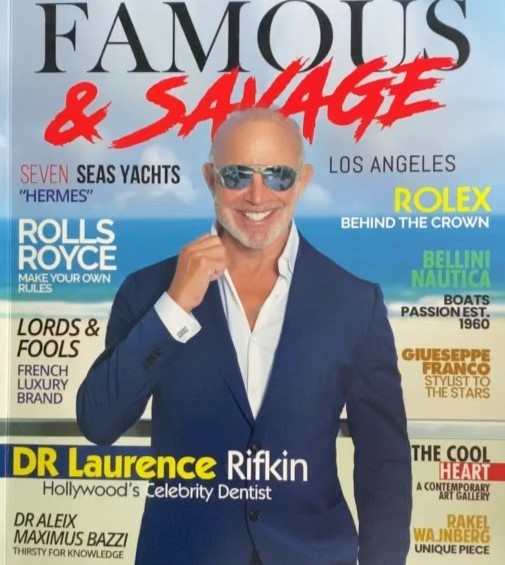 FAMOUS
& SAVAGE
LOS ANGELES
SEVEN SEAS YACHTS
"HERMES"
ROLLS
ROYCE
MAKE YOUR OWN
RULES
LORDS &
FOOLS
FRENCH
LUXURY
BRAND
ROLEX
BEHIND THE CROWN
BELLINI
NAUTICA
BOATS
PASSION EST.
1960
GIUESEPPE
FRANCO
STYLIST TO
THE STARS
DR Laurence Rifkin
Hollywood's Celebrity Dentist
DR ALEIX
MAXIMUS BAZZI
THIRSTY FOR KNOWLEDGE
THE COOL
HEART
A CONTEMPORARY
ART GALLERY
RAKEL
WAJNBERG
UNIQUE PIECE